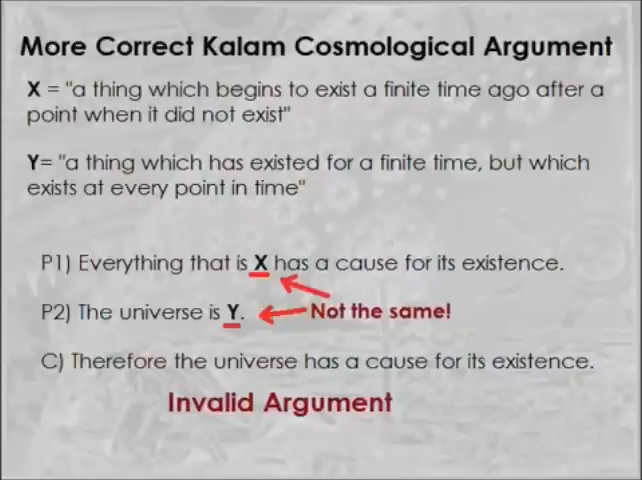 More Correct Kalam Cosmological Argument
X = "a thing which begins to exist a finite time ago after a
point when it did not exist"
Y= "a thing which has existed for a finite time, but which
exists at every point in time"
P1) Everything that is X has a cause for its existence.
P2) The universe is Y.
Not the same!
C) Therefore the universe has a cause for its existence.
Invalid Argument